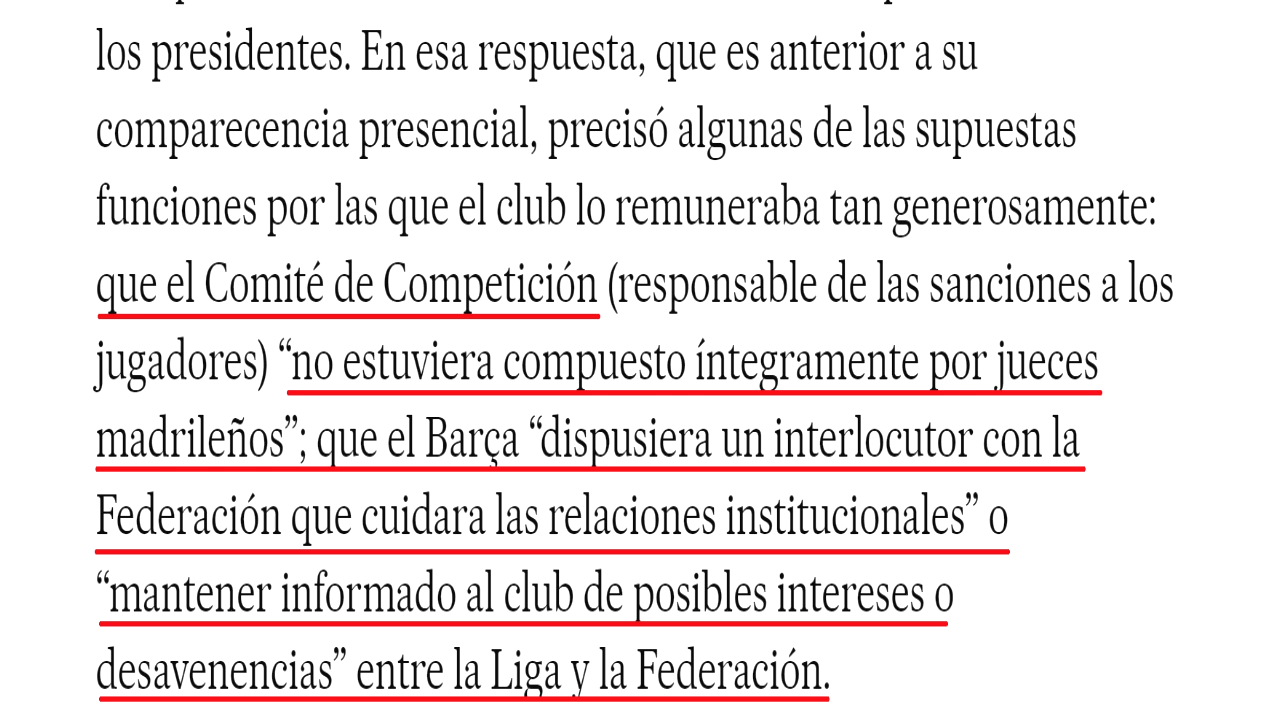 los presidentes. En esa respuesta, que es anterior a su
comparecencia presencial, precisó algunas de las supuestas
funciones por las que el club lo remuneraba tan generosamente:
que el Comité de Competición (responsable de las sanciones a los
jugadores) “no estuviera compuesto íntegramente por jueces
madrileños”; que el Barça “dispusiera un interlocutor con la
Federación que cuidara las relaciones institucionales” o
“mantener informado al club de posibles intereses o
desavenencias” entre la Liga y la Federación.